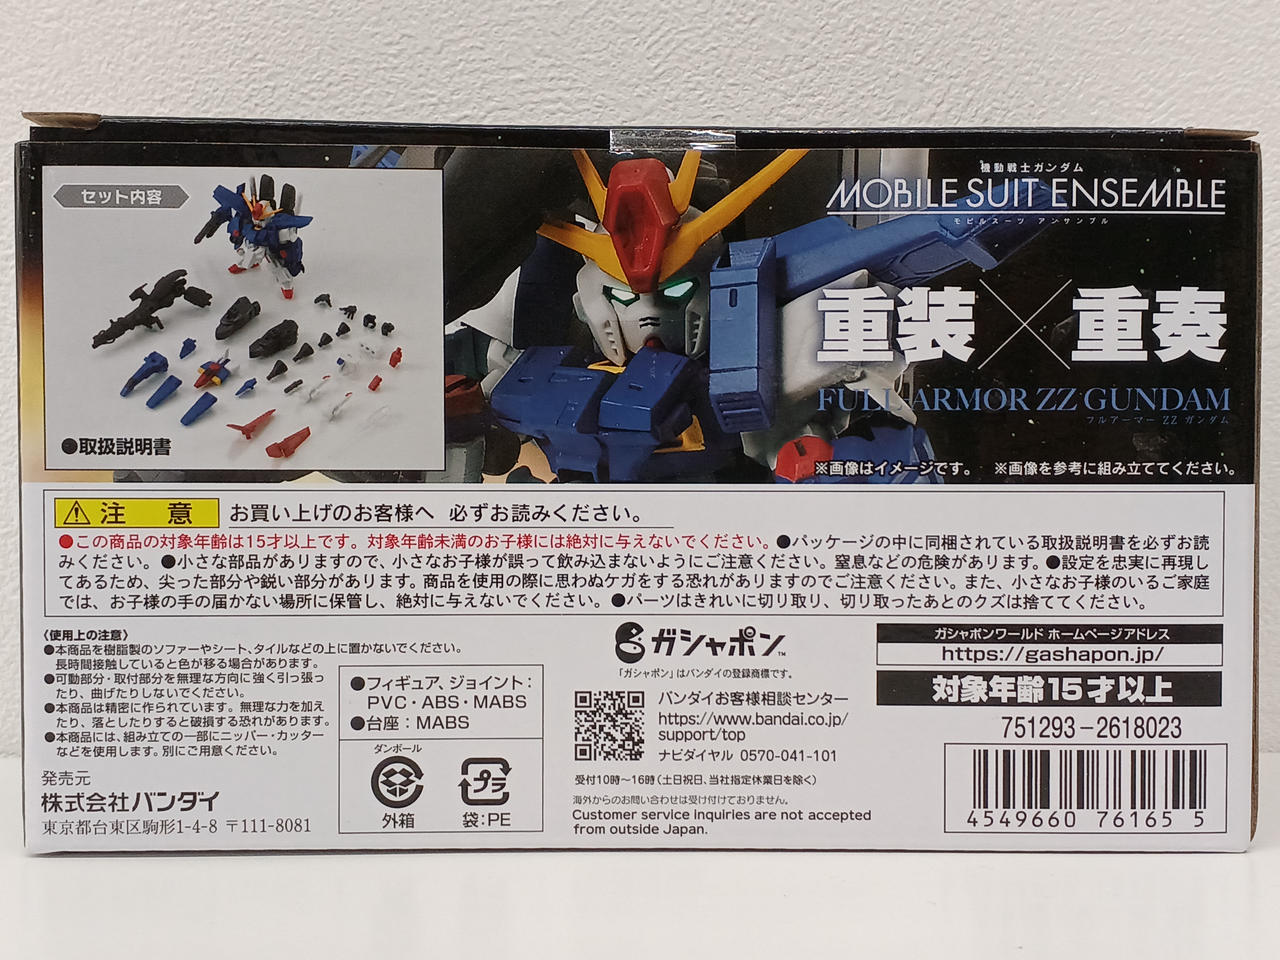 セット内容
●取扱説明書
機動戦士ガンダム
MOBILE SUIT ENSEMBLE
モビルスーツ アンサンブル
重装×重奏
FULL ARMOR ZZ GUNDAM
フルアーマー ZZ ガンダム
※画像はイメージです。 ※画像を参考に組み立ててください。
注 意 お買い上げのお客様へ 必ずお読みください。
●この商品の対象年齢は15才以上です。対象年齢未満のお子様には絶対に与えないでください。●パッケージの中に同梱されている取扱説明書を必ずお読
みください。●小さな部品がありますので、小さなお子様が誤って飲み込まないようにご注意ください。窒息などの危険があります。●設定を忠実に再現し
てあるため、尖った部分や鋭い部分があります。商品を使用の際に思わぬケガをする恐れがありますのでご注意ください。また、小さなお子様のいるご家庭
では、お子様の手の届かない場所に保管し、絶対に与えないでください。●パーツはきれいに切り取り、切り取ったあとのクズは捨ててください。
〈使用上の注意〉
●本商品を樹脂製のソファーやシート、タイルなどの上に置かないでください。
長時間接触していると色が移る場合があります。
●可動部分・取付部分を無理な方向に強く引っ張っ
たり、曲げたりしないでください。
●本商品は精密に作られています。無理な力を加え
たり、落としたりすると破損する恐れがあります。
●本商品には、組み立ての一部にニッパー・カッター
などを使用します。別にご用意ください。
発売元
株式会社バンダイ
東京都台東区駒形1-4-8 〒111-8081
●フィギュア、ジョイント:
PVC・ABS・MABS
●台座:MABS
ダンボール
外箱
プラ
袋:PE
ガシャポン™
「ガシャポン」はバンダイの登録商標です。
バンダイお客様相談センター
https://www.bandai.co.jp/
support/top
ナビダイヤル 0570-041-101
受付10時～16時(土日祝日、当社指定休業日を除く)
海外からのお問い合わせは受け付けておりません。
Customer service inquiries are not accepted
from outside Japan.
ガシャポンワールド ホームページアドレス
https://gashapon.jp/
対象年齢15才以上
751293-2618023
4549660 76165 5